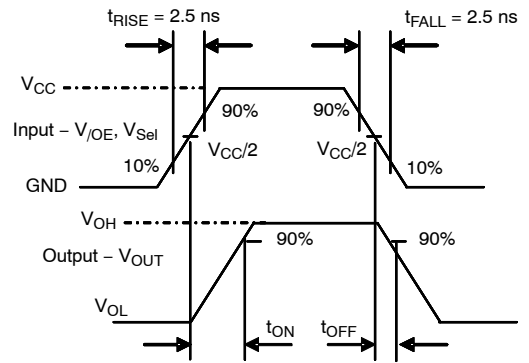 tRISE = 2.5 ns
tFALL = 2.5 ns
VCC
90%
90%
Input – V/OE, VSel
VCC/2
VCC/2
10%
10%
GND
VOH
90%
90%
Output – VOUT
VOL
tON
tOFF